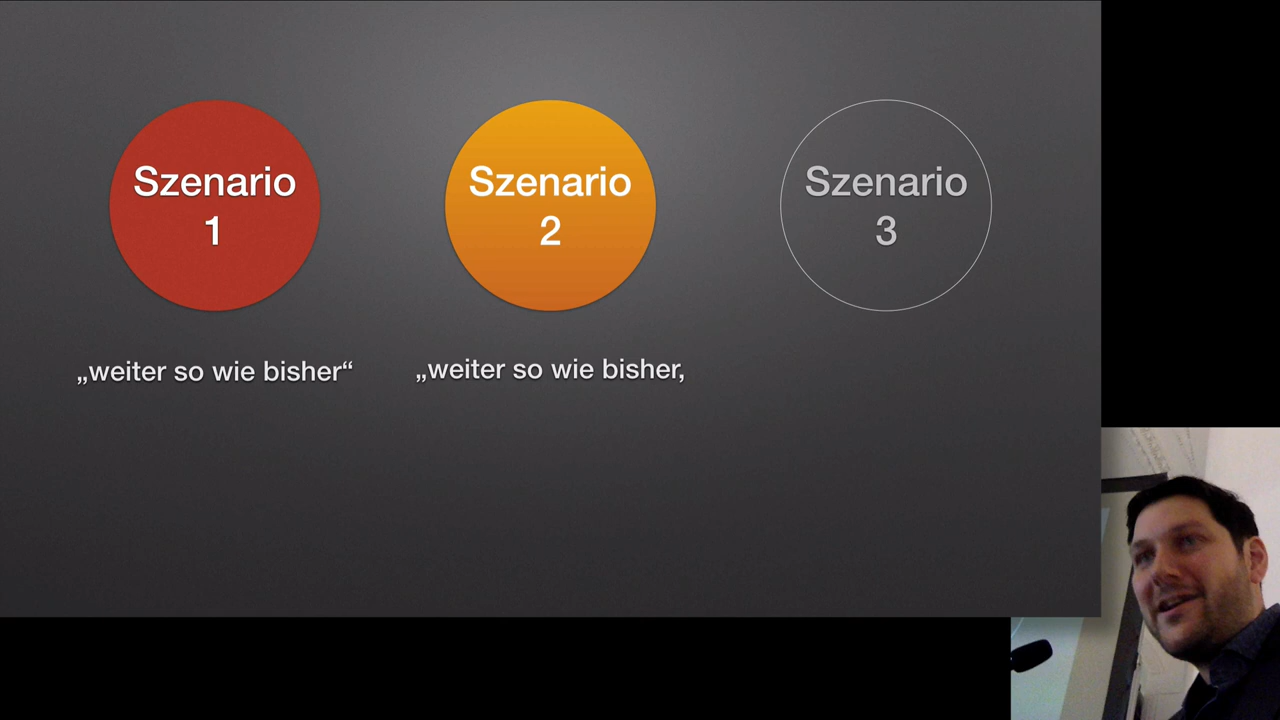 Szenario
1
Szenario
2
Szenario
3
„weiter so wie bisher“
„weiter so wie bisher,